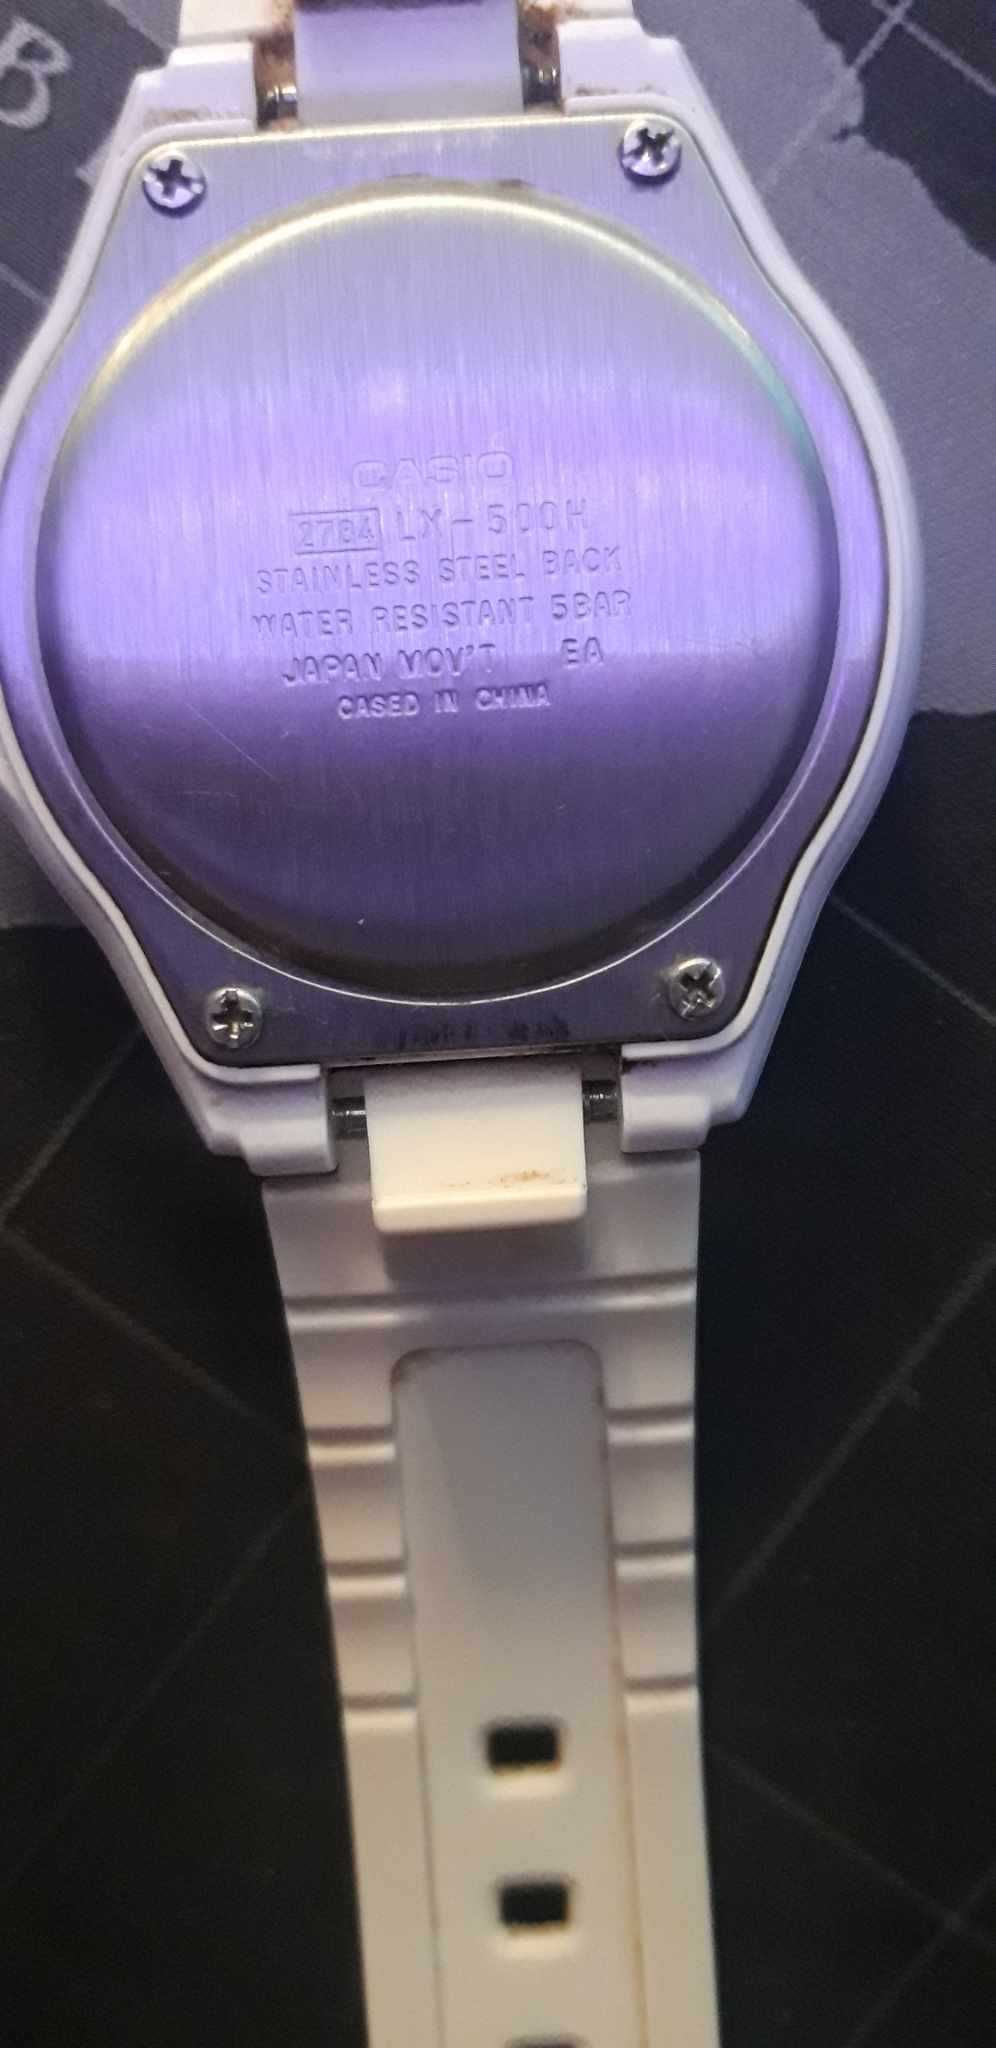 B
CASIO
2784 LX-500H
STAINLESS STEEL BACK
WATER RESISTANT 5BAR
JAPAN MOV'T EA
CASED IN CHINA